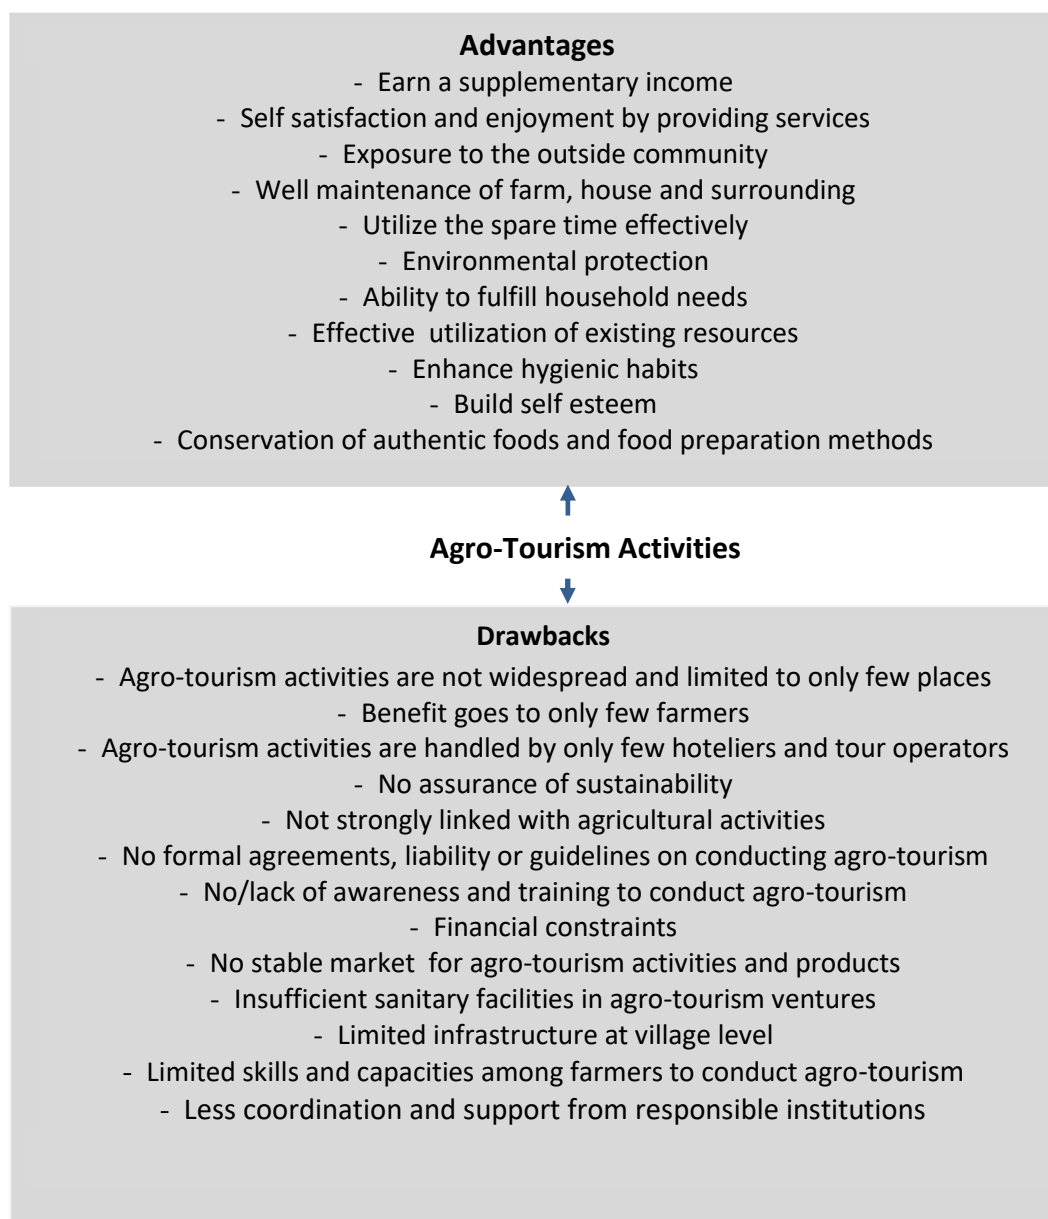 Advantages
- Earn a supplementary income
- Self satisfaction and enjoyment by providing services
- Exposure to the outside community
- Well maintenance of farm, house and surrounding
- Utilize the spare time effectively
- Environmental protection
- Ability to fulfill household needs
- Effective utilization of existing resources
- Enhance hygienic habits
- Build self esteem
- Conservation of authentic foods and food preparation methods
Agro-Tourism Activities
Drawbacks
- Agro-tourism activities are not widespread and limited to only few places
- Benefit goes to only few farmers
- Agro-tourism activities are handled by only few hoteliers and tour operators
- No assurance of sustainability
- Not strongly linked with agricultural activities
- No formal agreements, liability or guidelines on conducting agro-tourism
- No/lack of awareness and training to conduct agro-tourism
- Financial constraints
- No stable market for agro-tourism activities and products
- Insufficient sanitary facilities in agro-tourism ventures
- Limited infrastructure at village level
- Limited skills and capacities among farmers to conduct agro-tourism
- Less coordination and support from responsible institutions